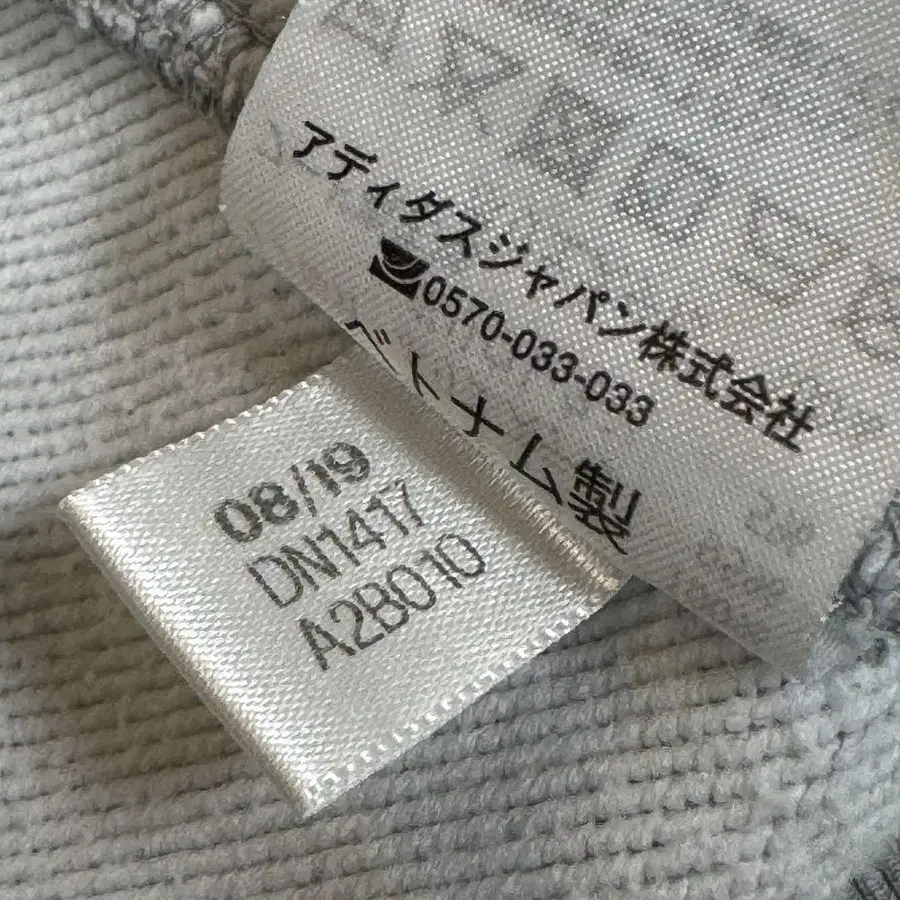 アディダスジャパン株式会社
0570-033-033
ベトナム製
08/19
DN1417
A2B010